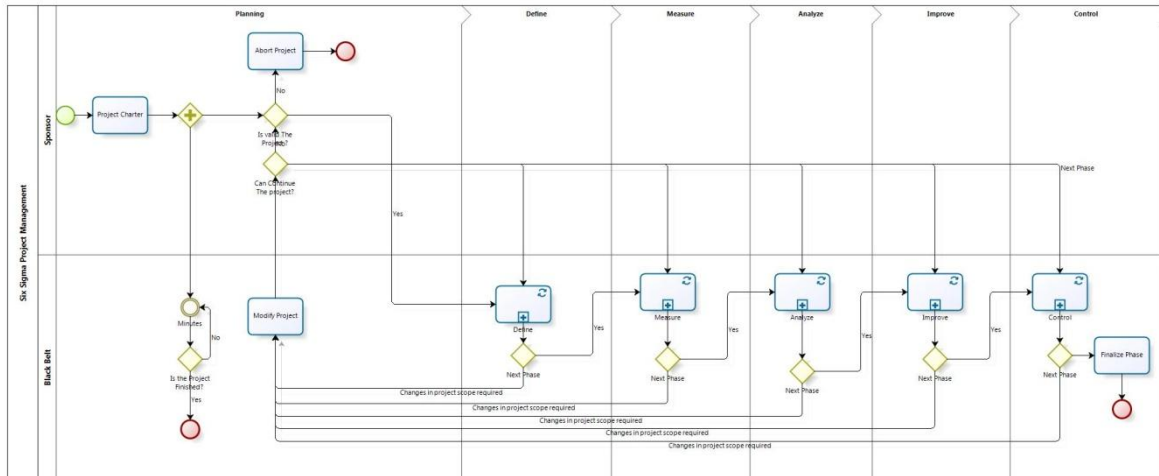 Planning
Define
Measure
Analyze
Improve
Control
Six Sigma Project Management
Sponsor
Black Belt
Abort Project
No
Project Charter
Is valid The
Project?
Can Continue
The project?
Next Phase
Yes
Minutes
No
Is the Project
Finished?
Yes
Modify Project
Define
Next Phase
Yes
Measure
Next Phase
Yes
Analyze
Next Phase
Yes
Improve
Next Phase
Yes
Control
Next Phase
Finalize Phase
Changes in project scope required
Changes in project scope required
Changes in project scope required
Changes in project scope required
Changes in project scope required